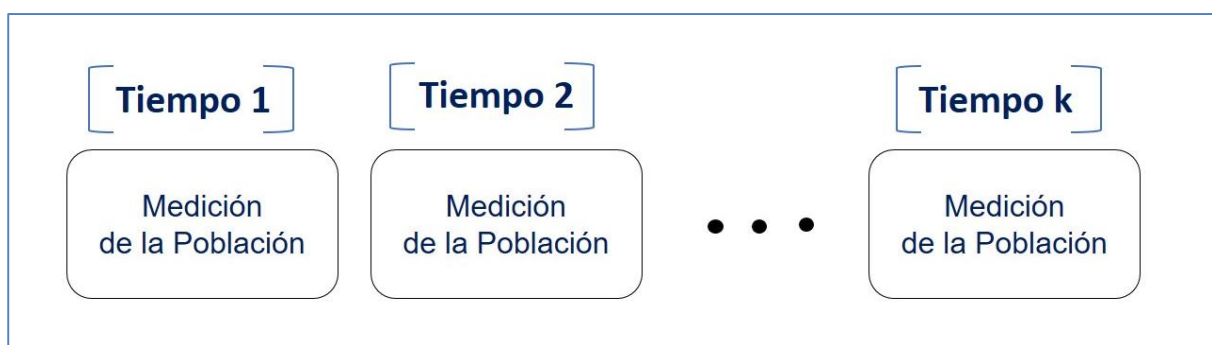 Tiempo 1
Tiempo 2
Tiempo k
Medición
de la Población
Medición
de la Población
Medición
de la Población